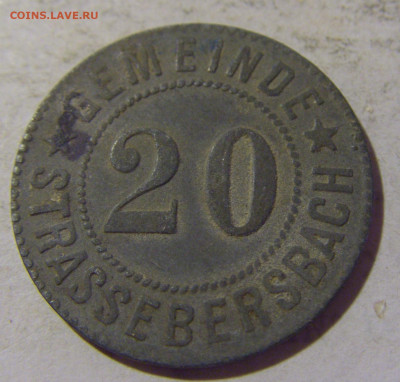 COINS.LAVE.RU
★ GEMEINDE ★
20
STRASSEBERSBACH